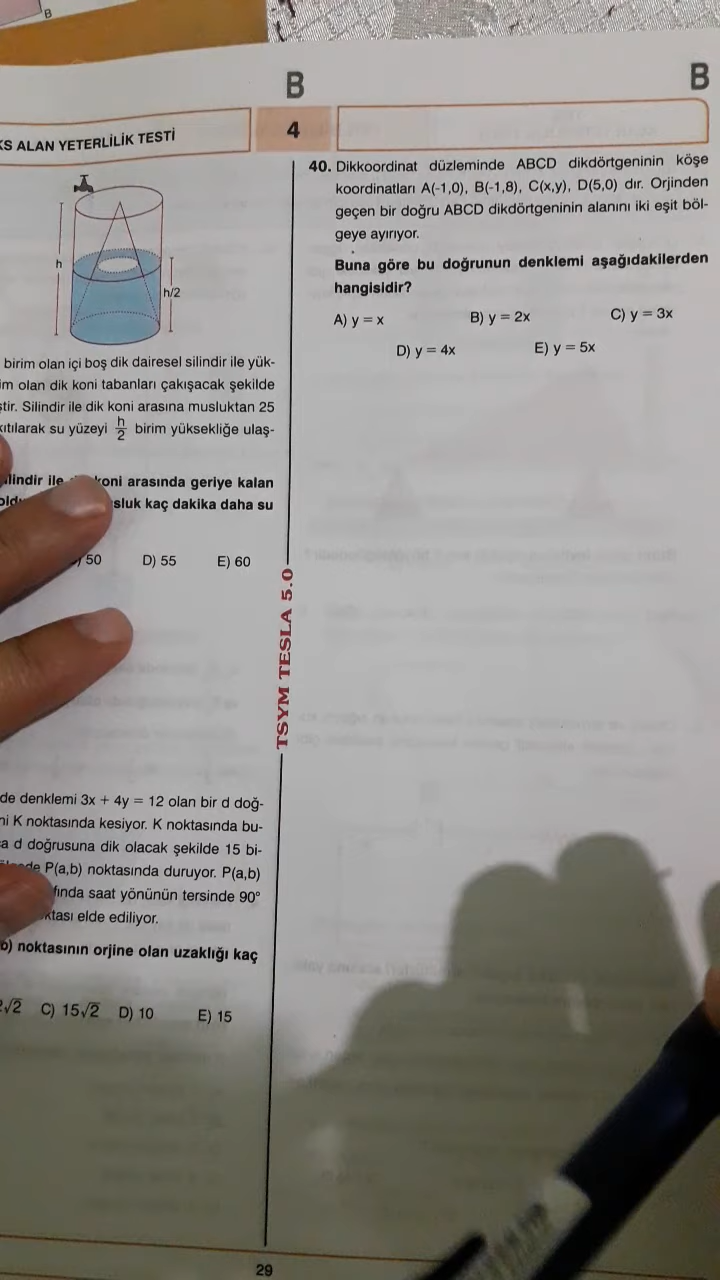 B
B
B
KS ALAN YETERLİLİK TESTİ
4
h
h/2
birim olan içi boş dik dairesel silindir ile yük-
im olan dik koni tabanları çakışacak şekilde
ştir. Silindir ile dik koni arasına musluktan 25
kıtılarak su yüzeyi h/2 birim yüksekliğe ulaş-
lindir ile koni arasında geriye kalan
sluk kaç dakika daha su
50 D) 55 E) 60
de denklemi 3x + 4y = 12 olan bir d doğ-
ni K noktasında kesiyor. K noktasında bu-
a d doğrusuna dik olacak şekilde 15 bi-
P(a,b) noktasında duruyor. P(a,b)
fında saat yönünün tersinde 90°
ktası elde ediliyor.
b) noktasının orjine olan uzaklığı kaç
√2 C) 15√2 D) 10 E) 15
TSYM TESLA 5.0
40. Dikkoordinat düzleminde ABCD dikdörtgeninin köşe
koordinatları A(-1,0), B(-1,8), C(x,y), D(5,0) dır. Orjinden
geçen bir doğru ABCD dikdörtgeninin alanını iki eşit böl-
geye ayırıyor.
Buna göre bu doğrunun denklemi aşağıdakilerden
hangisidir?
A) y = x B) y = 2x C) y = 3x
D) y = 4x E) y = 5x
29